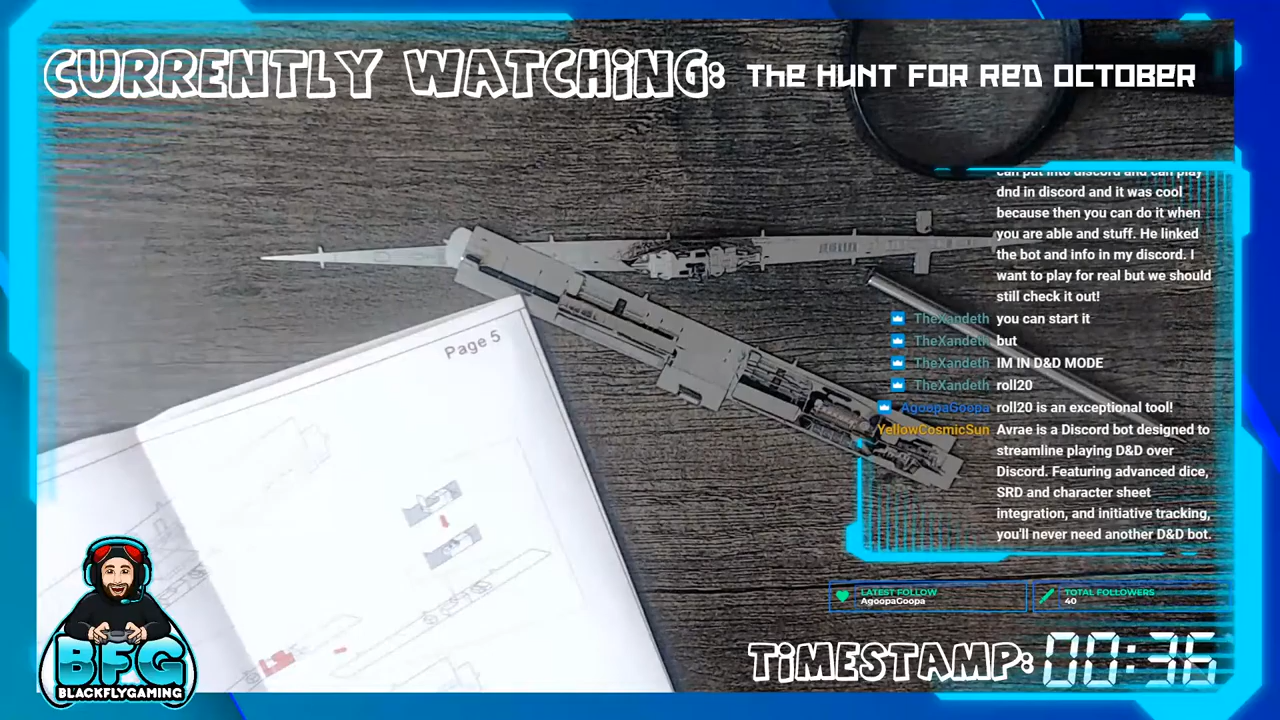 CURRENTLY WATCHiNG: THE HUNT FOR RED OCTOBER
can put into discord and can play
dnd in discord and it was cool
because then you can do it when
you are able and stuff. He linked
the bot and info in my discord. I
want to play for real but we should
still check it out!
TheXandeth you can start it
TheXandeth but
TheXandeth IM IN D&D MODE
TheXandeth roll20
AgoopaGoopa roll20 is an exceptional tool!
YellowCosmicSun Avrae is a Discord bot designed to
streamline playing D&D over
Discord. Featuring advanced dice,
SRD and character sheet
integration, and initiative tracking,
you'll never need another D&D bot.
Page 5
LATEST FOLLOW
AgoopaGoopa
TOTAL FOLLOWERS
40
TiMESTAMP: 00:36
BFG
BLACKFLYGAMING